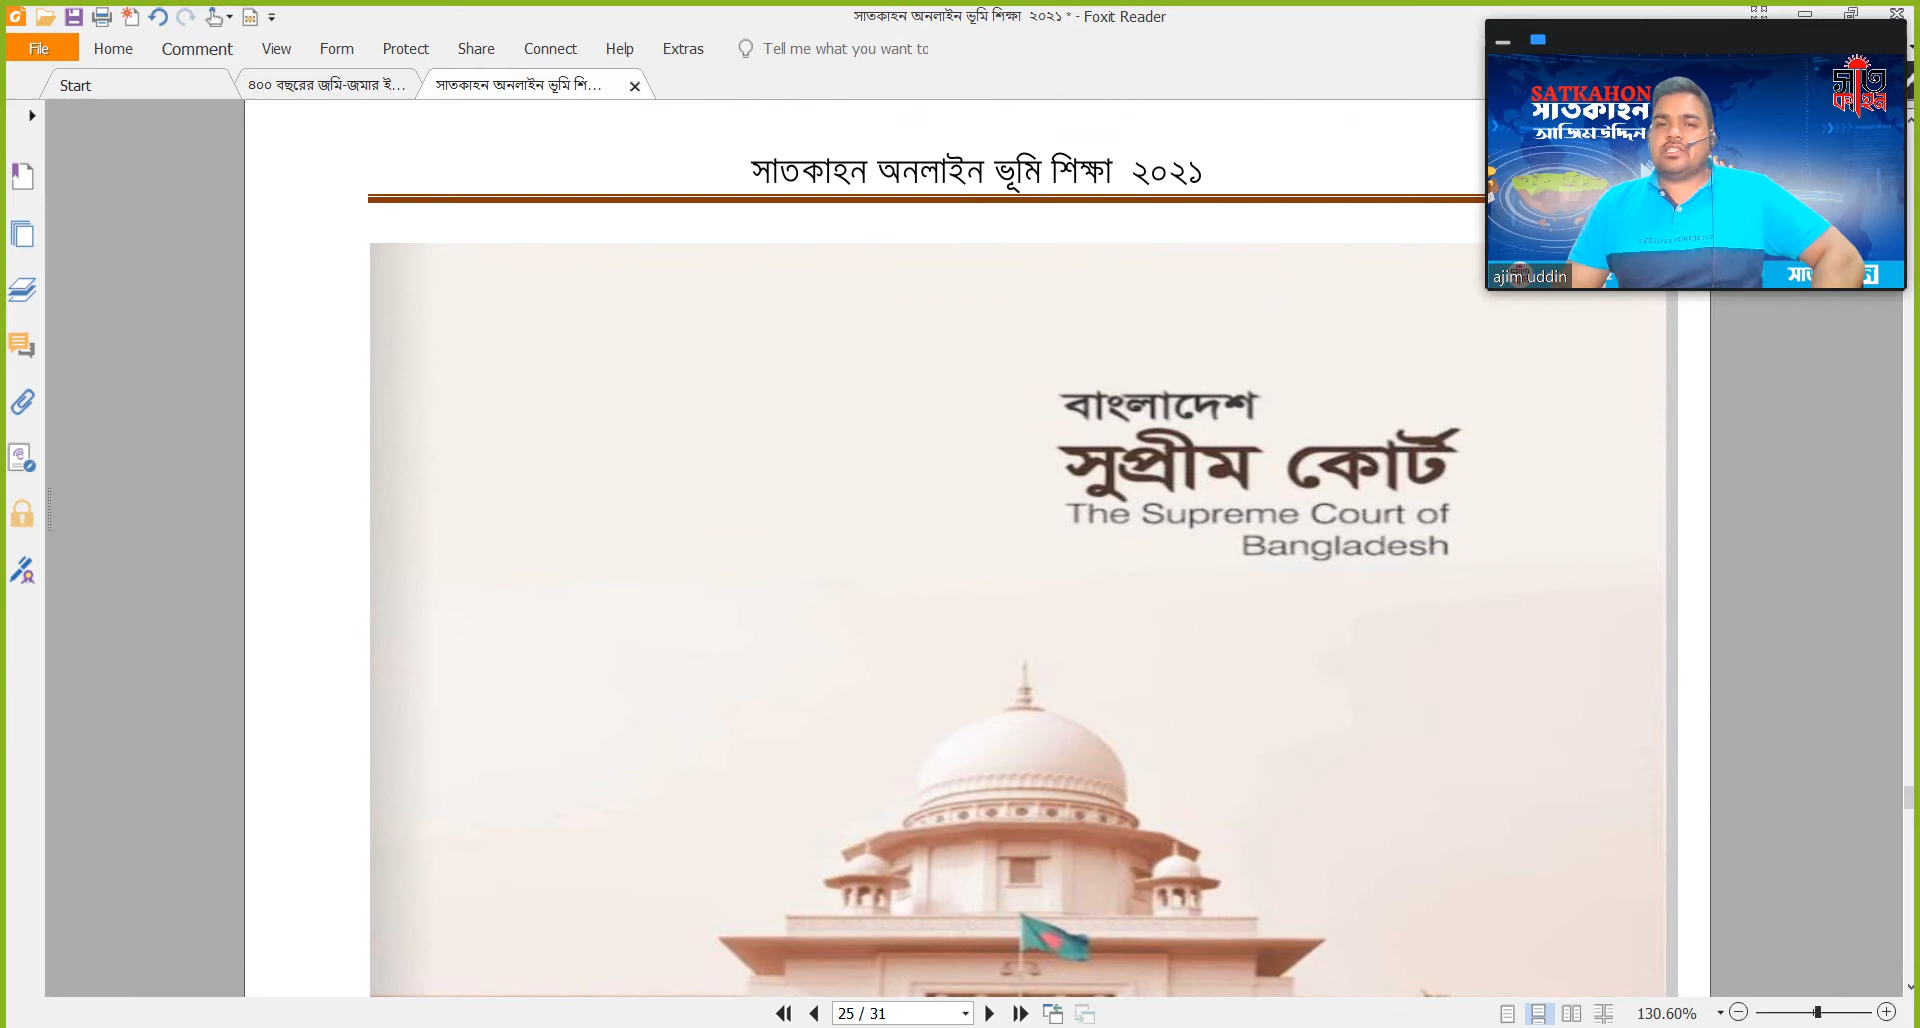 সাতকাহন অনলাইন ভূমি শিক্ষা ২০২১ * - Foxit Reader
File Home Comment View Form Protect Share Connect Help Extras Tell me what you want to
Start ৪০০ বছরের জমি-জমার ই... সাতকাহন অনলাইন ভূমি শি...
SATKAHON
সাতকাহন
আজিম উদ্দিন
সাত
কাহন
ajim uddin
সাতকাহন অনলাইন ভূমি শিক্ষা ২০২১
বাংলাদেশ
সুপ্রীম কোর্ট
The Supreme Court of
Bangladesh
25 / 31
130.60%